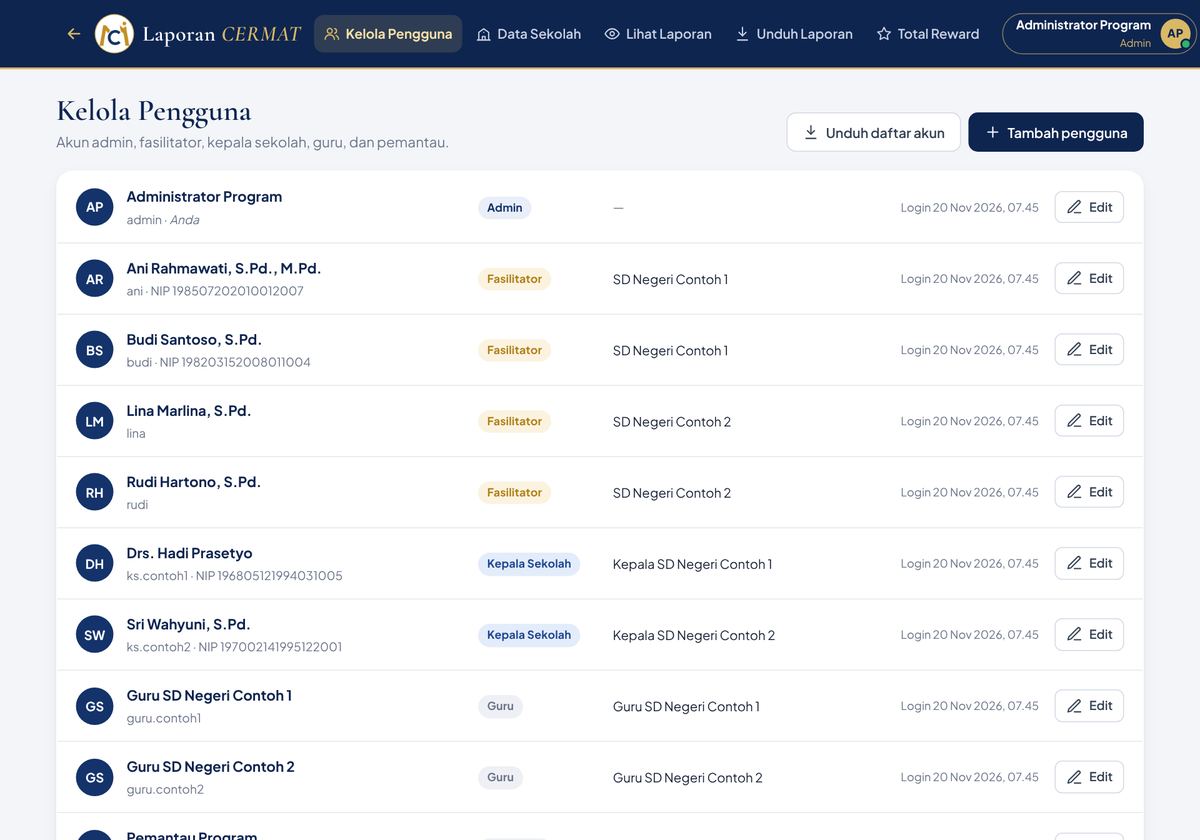 Laporan CERMAT
Kelola Pengguna
Data Sekolah
Lihat Laporan
Unduh Laporan
Total Reward
Administrator Program
Admin
AP
Kelola Pengguna
Akun admin, fasilitator, kepala sekolah, guru, dan pemantau.
Unduh daftar akun
Tambah pengguna
AP
Administrator Program
admin · Anda
Admin
—
Login 20 Nov 2026, 07.45
Edit
AR
Ani Rahmawati, S.Pd., M.Pd.
ani · NIP 198507202010012007
Fasilitator
SD Negeri Contoh 1
Login 20 Nov 2026, 07.45
Edit
BS
Budi Santoso, S.Pd.
budi · NIP 198203152008011004
Fasilitator
SD Negeri Contoh 1
Login 20 Nov 2026, 07.45
Edit
LM
Lina Marlina, S.Pd.
lina
Fasilitator
SD Negeri Contoh 2
Login 20 Nov 2026, 07.45
Edit
RH
Rudi Hartono, S.Pd.
rudi
Fasilitator
SD Negeri Contoh 2
Login 20 Nov 2026, 07.45
Edit
DH
Drs. Hadi Prasetyo
ks.contoh1 · NIP 196805121994031005
Kepala Sekolah
Kepala SD Negeri Contoh 1
Login 20 Nov 2026, 07.45
Edit
SW
Sri Wahyuni, S.Pd.
ks.contoh2 · NIP 197002141995122001
Kepala Sekolah
Kepala SD Negeri Contoh 2
Login 20 Nov 2026, 07.45
Edit
GS
Guru SD Negeri Contoh 1
guru.contoh1
Guru
Guru SD Negeri Contoh 1
Login 20 Nov 2026, 07.45
Edit
GS
Guru SD Negeri Contoh 2
guru.contoh2
Guru
Guru SD Negeri Contoh 2
Login 20 Nov 2026, 07.45
Edit
Pemantau Program